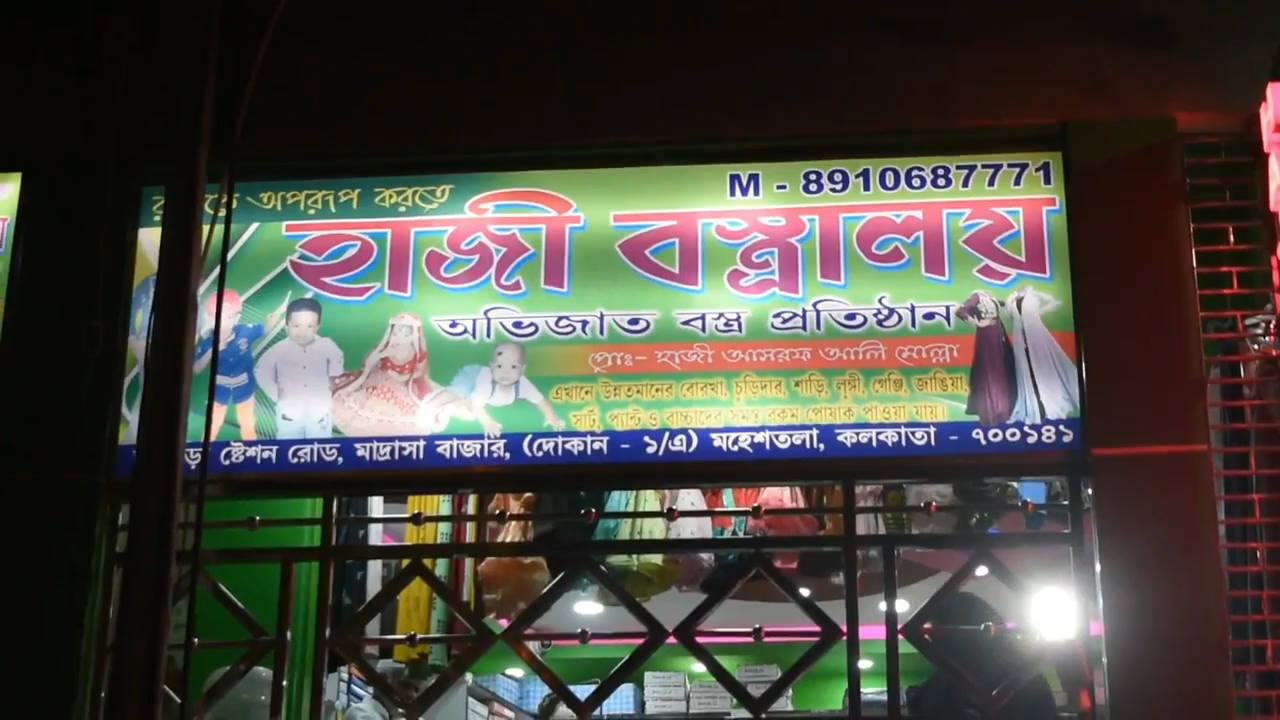 অপরূপ করতে
M - 8910687771
হাজী বস্ত্রালয়
অভিজাত বস্ত্র প্রতিষ্ঠান
প্রোঃ- হাজী আসরফ আলি মোল্লা
এখানে উন্নতমানের বোরখা, চুড়িদার, শাড়ি, লুঙ্গী, গেঞ্জি, জাঙিয়া,
সার্ট, প্যান্ট ও বাচ্চাদের সমস্ত রকম পোষাক পাওয়া যায়।
ষ্টেশন রোড, মাদ্রাসা বাজার, (দোকান - ১/এ) মহেশতলা, কলকাতা - ৭০০১৪১